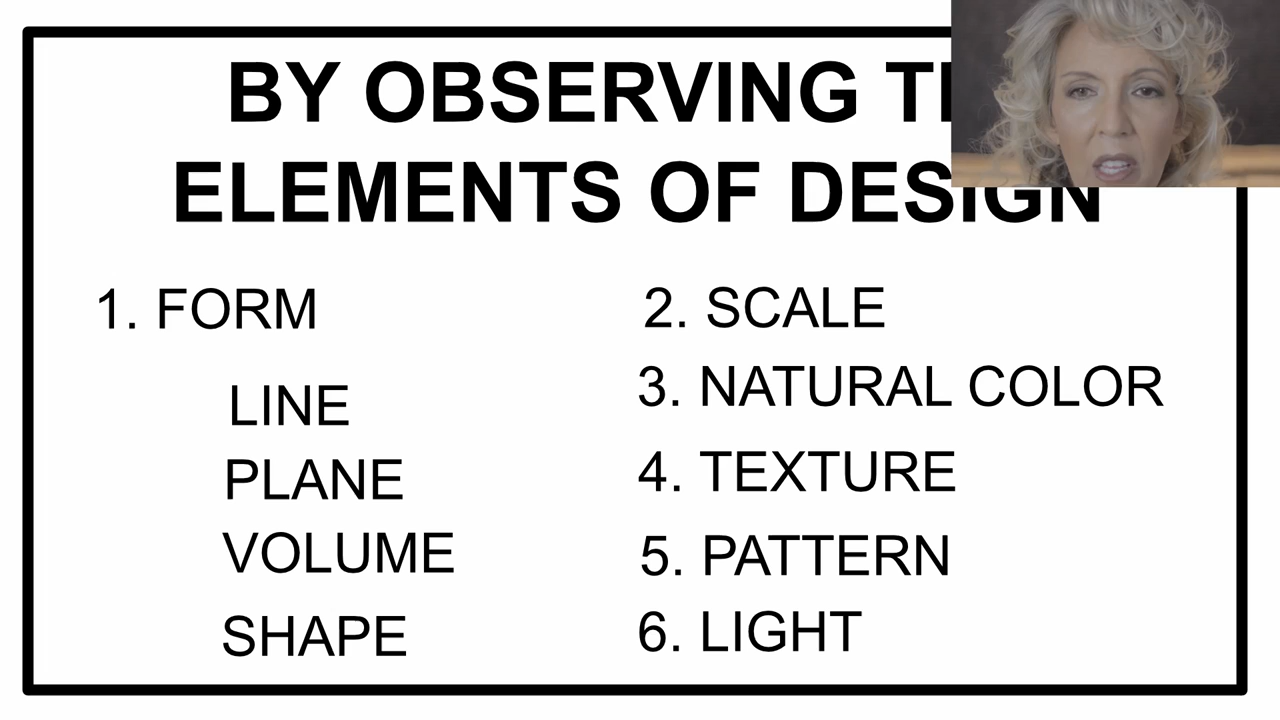 BY OBSERVING
ELEMENTS OF DESIGN
1. FORM
LINE
PLANE
VOLUME
SHAPE
2. SCALE
3. NATURAL COLOR
4. TEXTURE
5. PATTERN
6. LIGHT